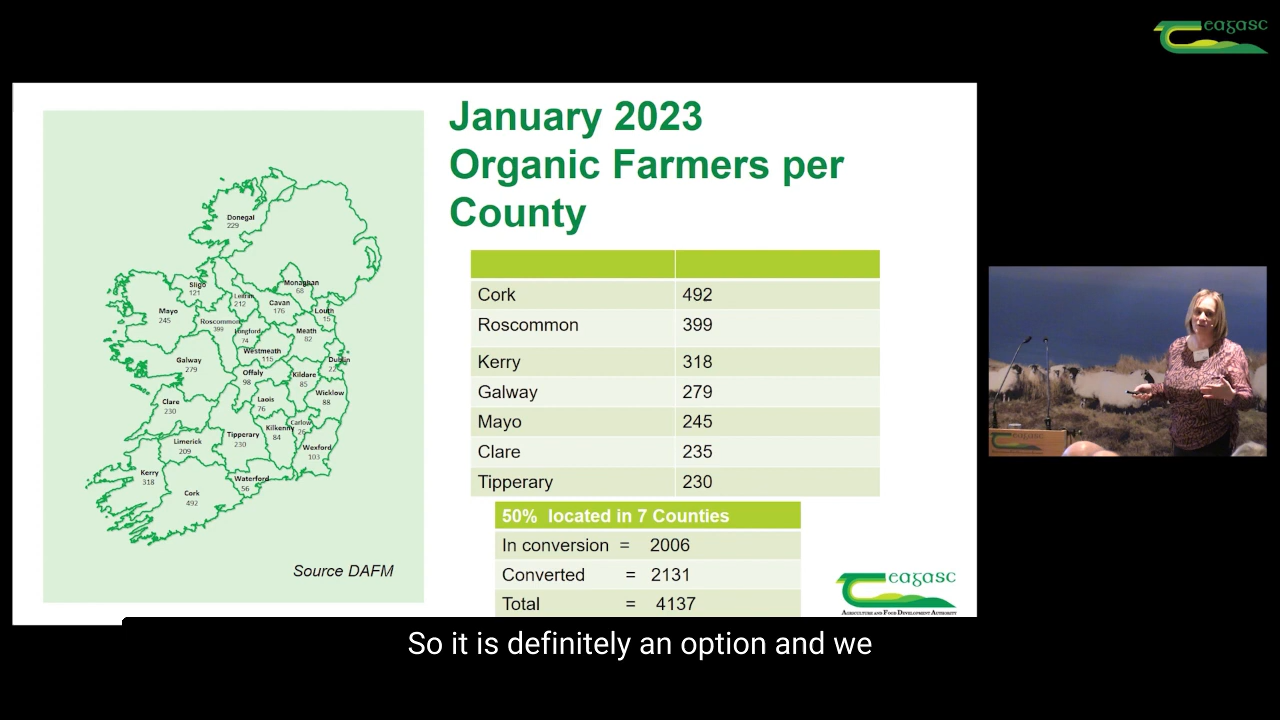 eagasc
January 2023
Organic Farmers per
County
Donegal
229
Sligo
121
Leitrim
212
Monaghan
68
Cavan
176
Louth
15
Mayo
245
Roscommon
399
Longford
74
Meath
82
Westmeath
115
Dublin
22
Galway
279
Offaly
98
Kildare
85
Wicklow
88
Laois
76
Clare
230
Carlow
26
Kilkenny
84
Tipperary
230
Limerick
209
Wexford
103
Kerry
318
Waterford
56
Cork
492
Source DAFM
Cork 492
Roscommon 399
Kerry 318
Galway 279
Mayo 245
Clare 235
Tipperary 230
50% located in 7 Counties
In conversion = 2006
Converted = 2131
Total = 4137
eagasc
AGRICULTURE AND FOOD DEVELOPMENT AUTHORITY
So it is definitely an option and we